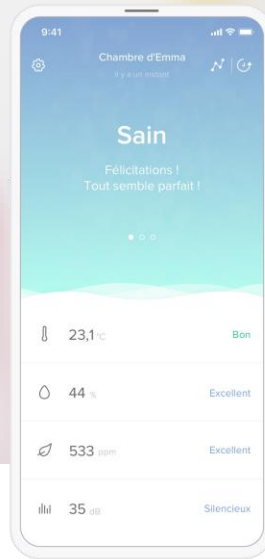 9:41
Chambre d'Emma
il y a un instant
Sain
Félicitations !
Tout semble parfait !
23,1 °C
Bon
44 %
Excellent
533 ppm
Excellent
35 dB
Silencieux